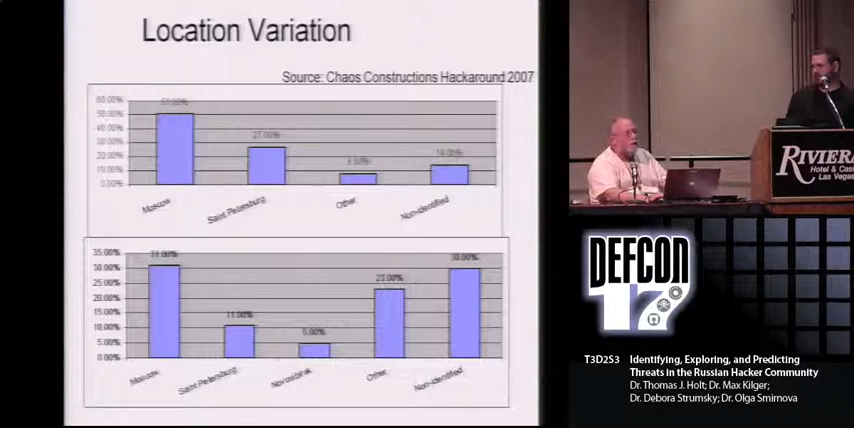 Location Variation
Source: Chaos Constructions Hackaround 2007
60.00%
50.00%
40.00%
30.00%
20.00%
10.00%
0.00%
27.00%
14.00%
Moscow
Saint Petersburg
Other
Non-identified
35.00%
30.00%
25.00%
20.00%
15.00%
10.00%
5.00%
0.00%
31.00%
11.00%
5.00%
23.00%
30.00%
Moscow
Saint Petersburg
Novosibirsk
Other
Non-identified
RIVIERA
Hotel & Cas
Las Vegas
DEFCON
17
T3D2S3 Identifying, Exploring, and Predicting
Threats in the Russian Hacker Community
Dr. Thomas J. Holt; Dr. Max Kilger;
Dr. Debora Strumsky; Dr. Olga Smirnova